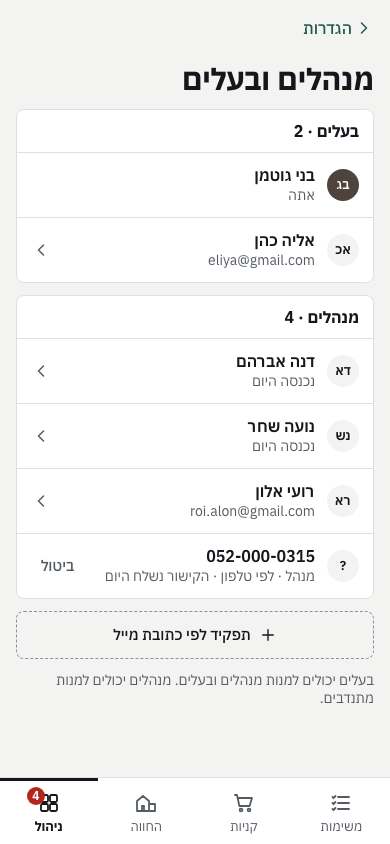 הגדרות
מנהלים ובעלים
בעלים · 2
בג
בני גוטמן
אתה
אכ
אליה כהן
eliya@gmail.com
מנהלים · 4
דא
דנה אברהם
נכנסה היום
נש
נועה שחר
נכנסה היום
רא
רועי אלון
roi.alon@gmail.com
?
052-000-0315
מנהל · לפי טלפון · הקישור נשלח היום
ביטול
+ תפקיד לפי כתובת מייל
בעלים יכולים למנות מנהלים ובעלים. מנהלים יכולים למנות
מתנדבים.
משימות
קניות
החווה
4
ניהול